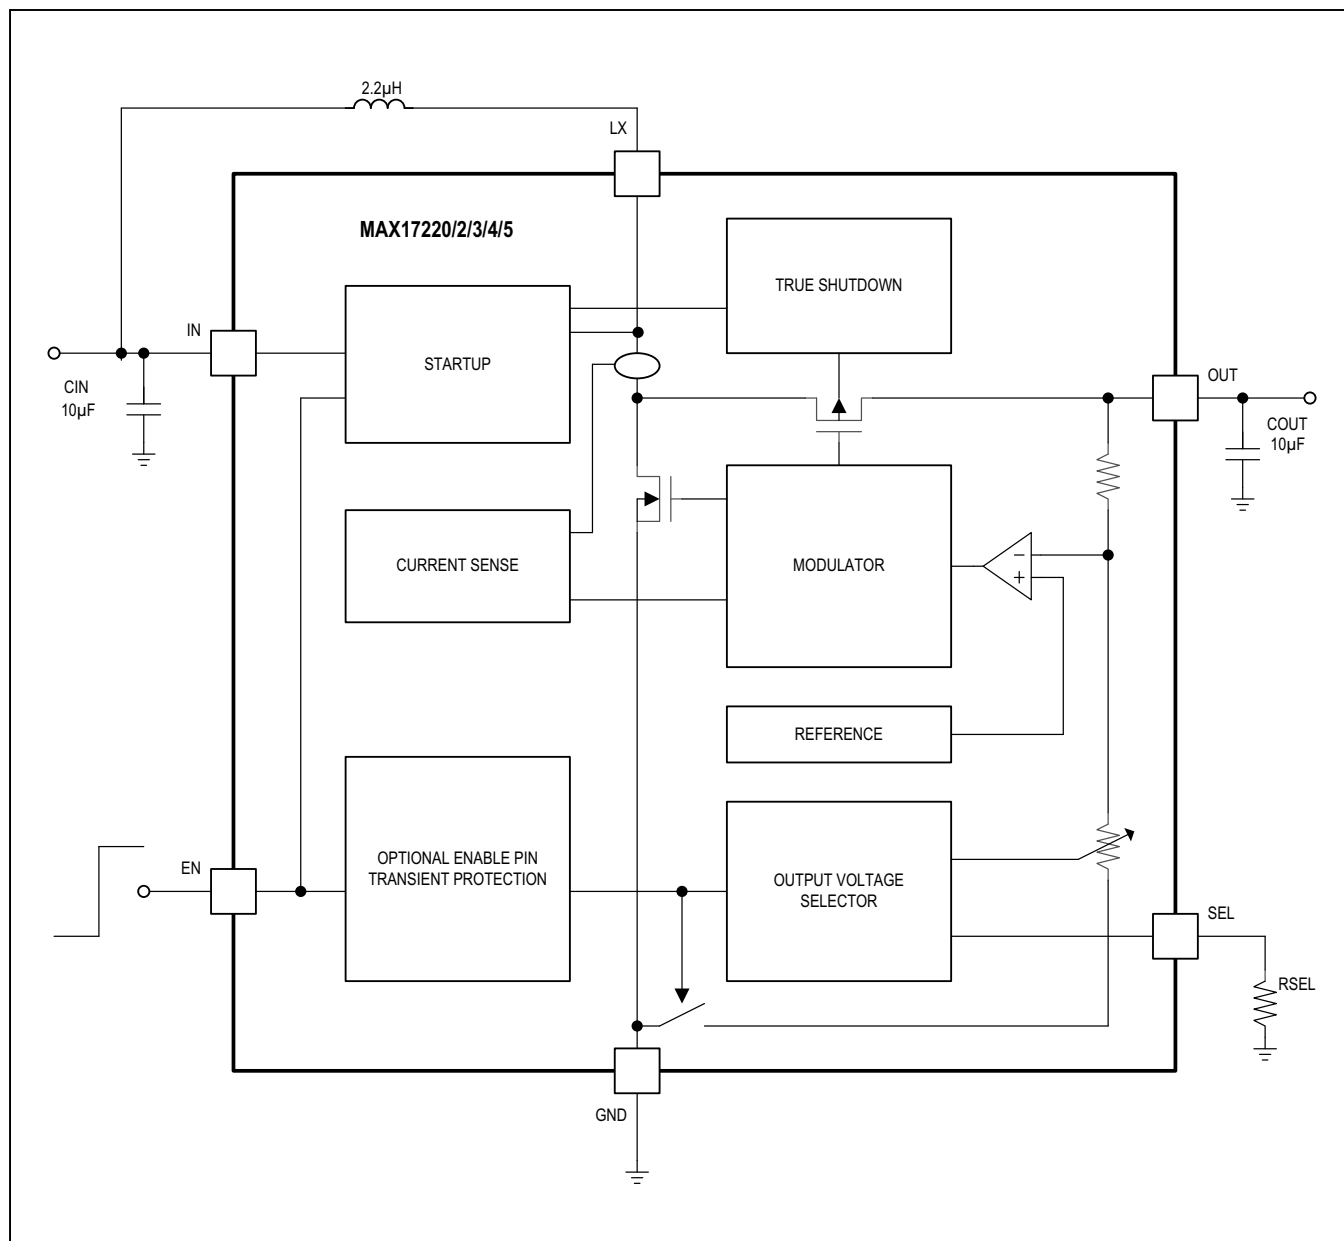 2.2µH
LX
MAX17220/2/3/4/5
TRUE SHUTDOWN
IN
STARTUP
CIN
10µF
OUT
COUT
10µF
CURRENT SENSE
MODULATOR
−
+
REFERENCE
EN
OPTIONAL ENABLE PIN
TRANSIENT PROTECTION
OUTPUT VOLTAGE
SELECTOR
SEL
RSEL
GND